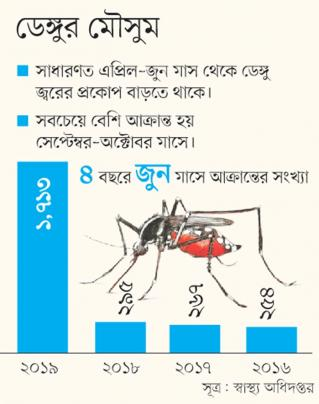 ডেঙ্গুর মৌসুম
সাধারণত এপ্রিল-জুন মাস থেকে ডেঙ্গু
জ্বরের প্রকোপ বাড়তে থাকে।
সবচেয়ে বেশি আক্রান্ত হয়
সেপ্টেম্বর-অক্টোবর মাসে।
৪ বছরে জুন মাসে আক্রান্তের সংখ্যা
১,৭১৩
২৯৫
২৬৭
২৫৪
২০১৯ ২০১৮ ২০১৭ ২০১৬
সূত্র : স্বাস্থ্য অধিদপ্তর